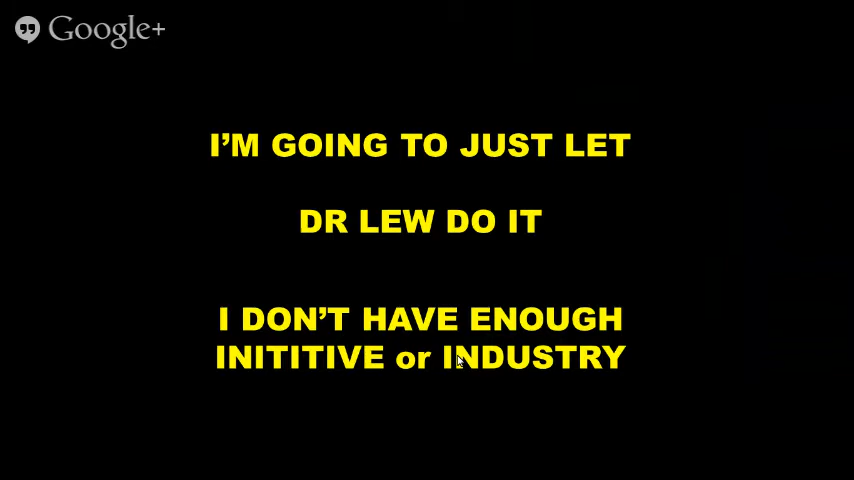 Google+
I'M GOING TO JUST LET
DR LEW DO IT
I DON'T HAVE ENOUGH
INITITIVE or INDUSTRY